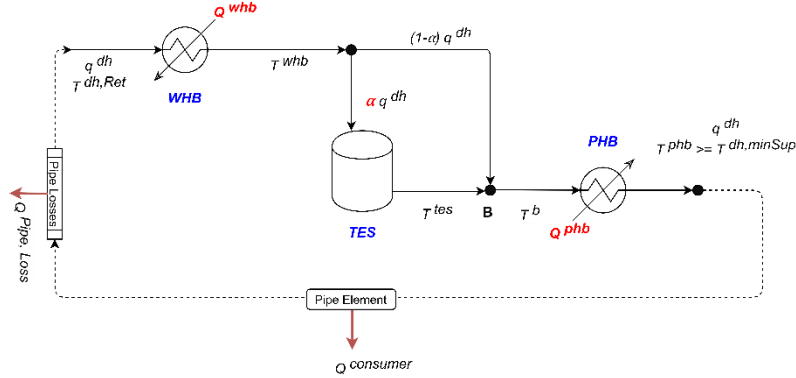 Q whb
(1-α) q dh
q dh
T dh,Ret
T whb
WHB
α q dh
PHB
q dh
T phb >= T dh,minSup
Pipe Losses
Q Pipe, Loss
T tes
B
T b
TES
Q phb
Pipe Element
Q consumer